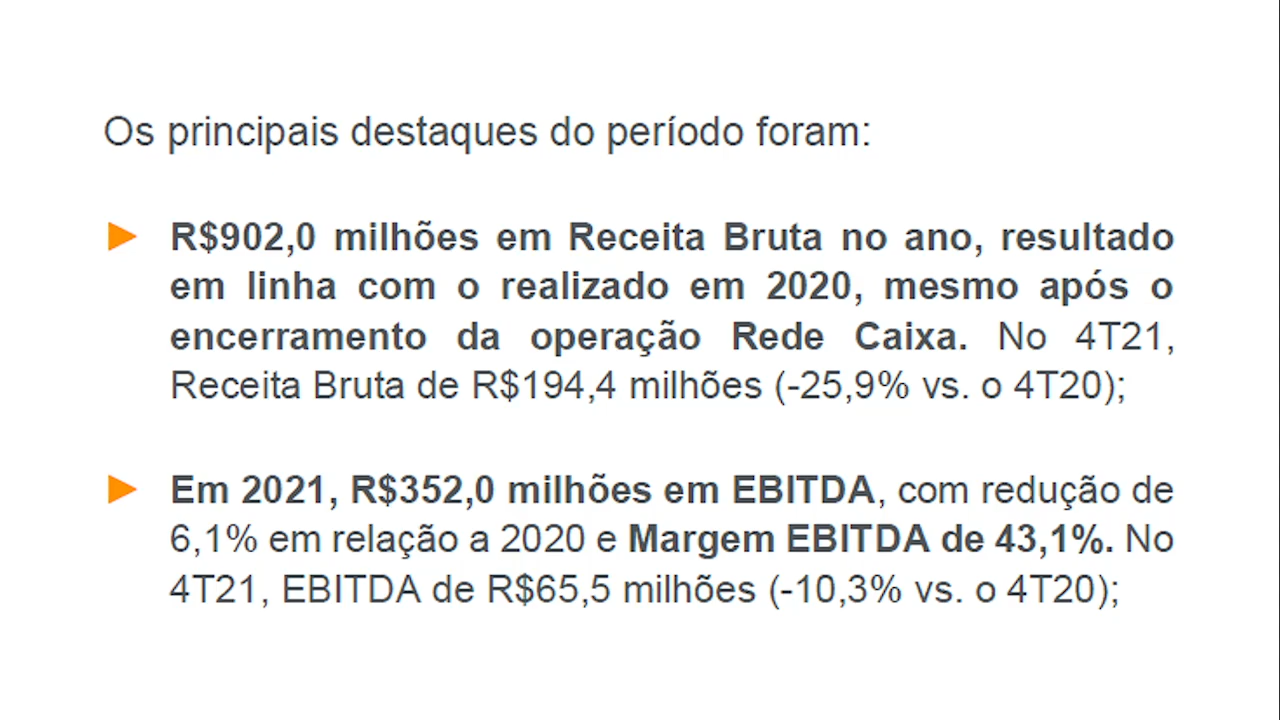 Os principais destaques do período foram:
R$902,0 milhões em Receita Bruta no ano, resultado
em linha com o realizado em 2020, mesmo após o
encerramento da operação Rede Caixa. No 4T21,
Receita Bruta de R$194,4 milhões (-25,9% vs. o 4T20);
Em 2021, R$352,0 milhões em EBITDA, com redução de
6,1% em relação a 2020 e Margem EBITDA de 43,1%. No
4T21, EBITDA de R$65,5 milhões (-10,3% vs. o 4T20);